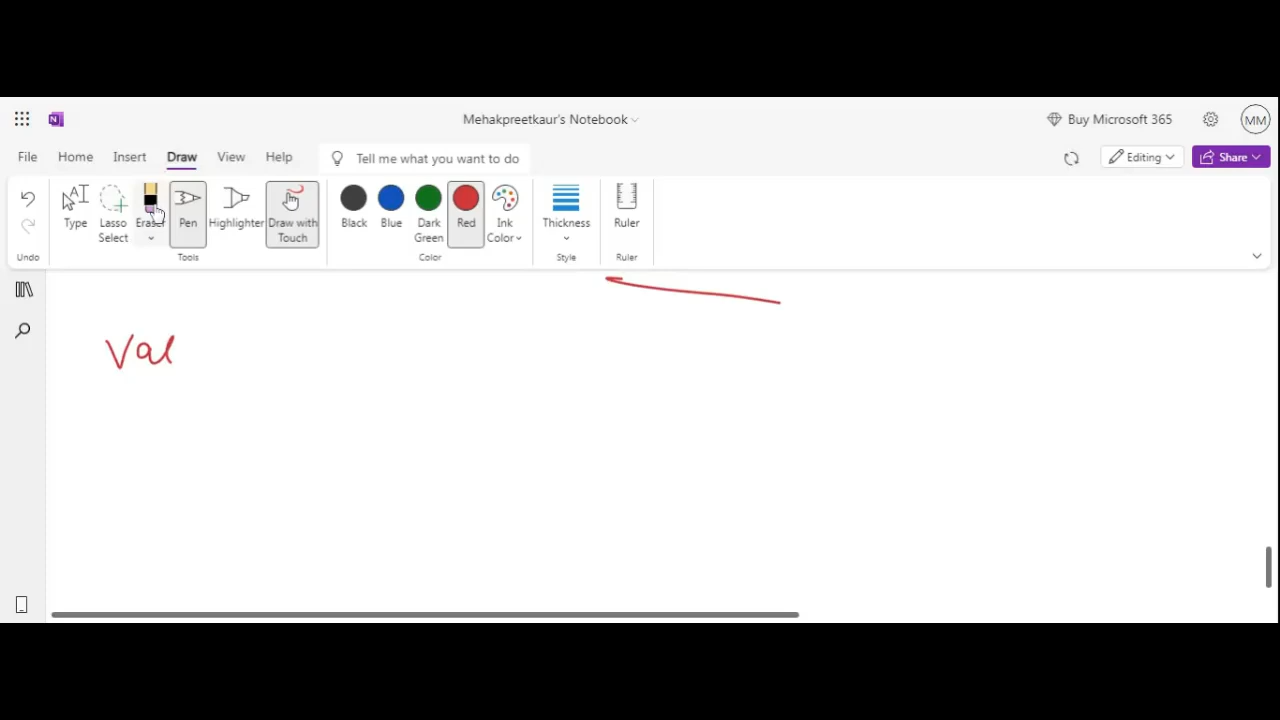 Mehakpreetkaur's Notebook
Buy Microsoft 365
MM
File Home Insert Draw View Help
Tell me what you want to do
Editing
Share
Type
Lasso Select
Eraser
Pen
Highlighter
Draw with Touch
Black
Blue
Dark Green
Red
Ink Color
Thickness
Ruler
Undo
Tools
Color
Style
Ruler
Val